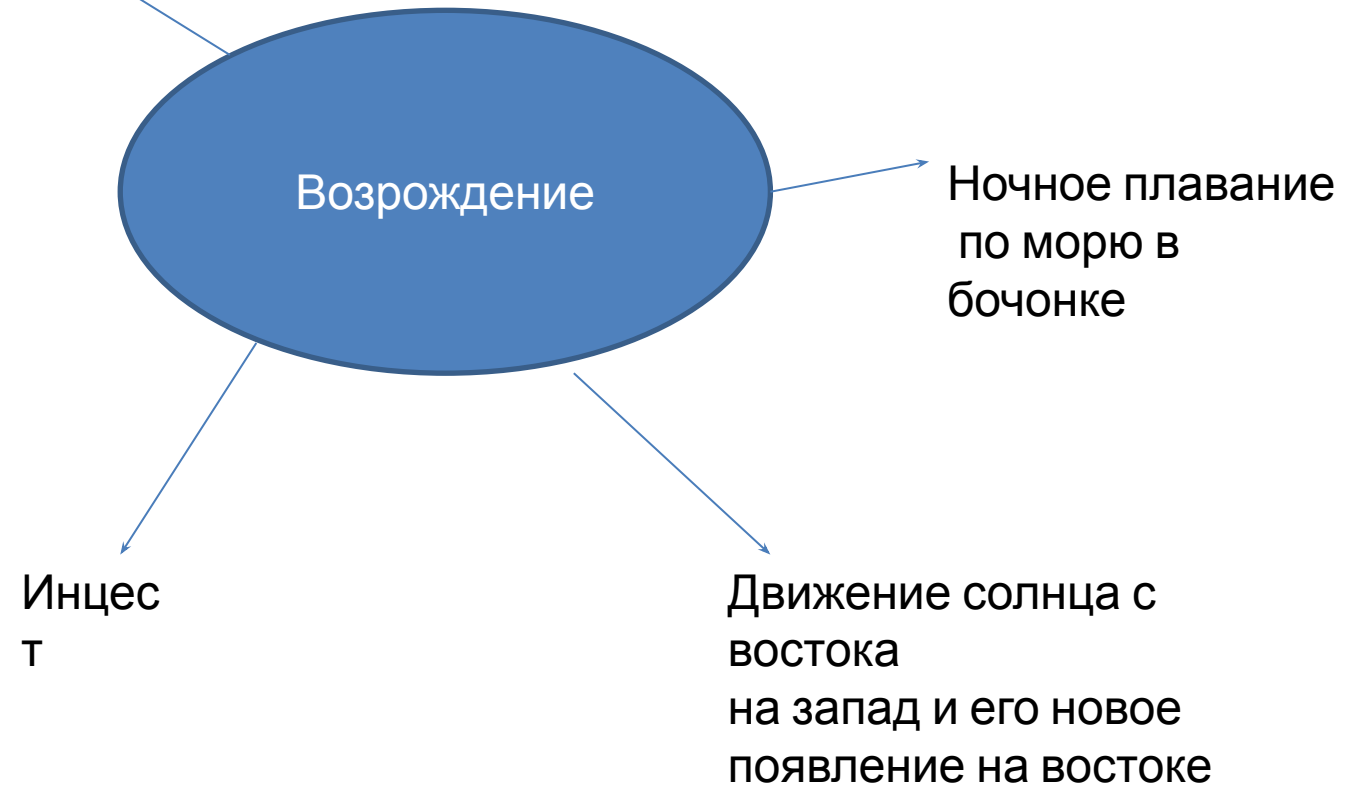 Возрождение
Ночное плавание
по морю в
бочонке
Инцес
т
Движение солнца с
востока
на запад и его новое
появление на востоке